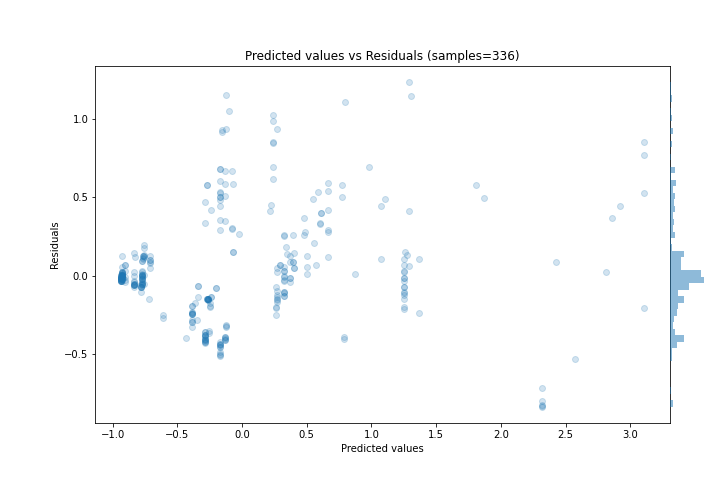 Predicted values vs Residuals (samples=336)
1.0
0.5
0.0
−0.5
Residuals
−1.0 −0.5 0.0 0.5 1.0 1.5 2.0 2.5 3.0
Predicted values